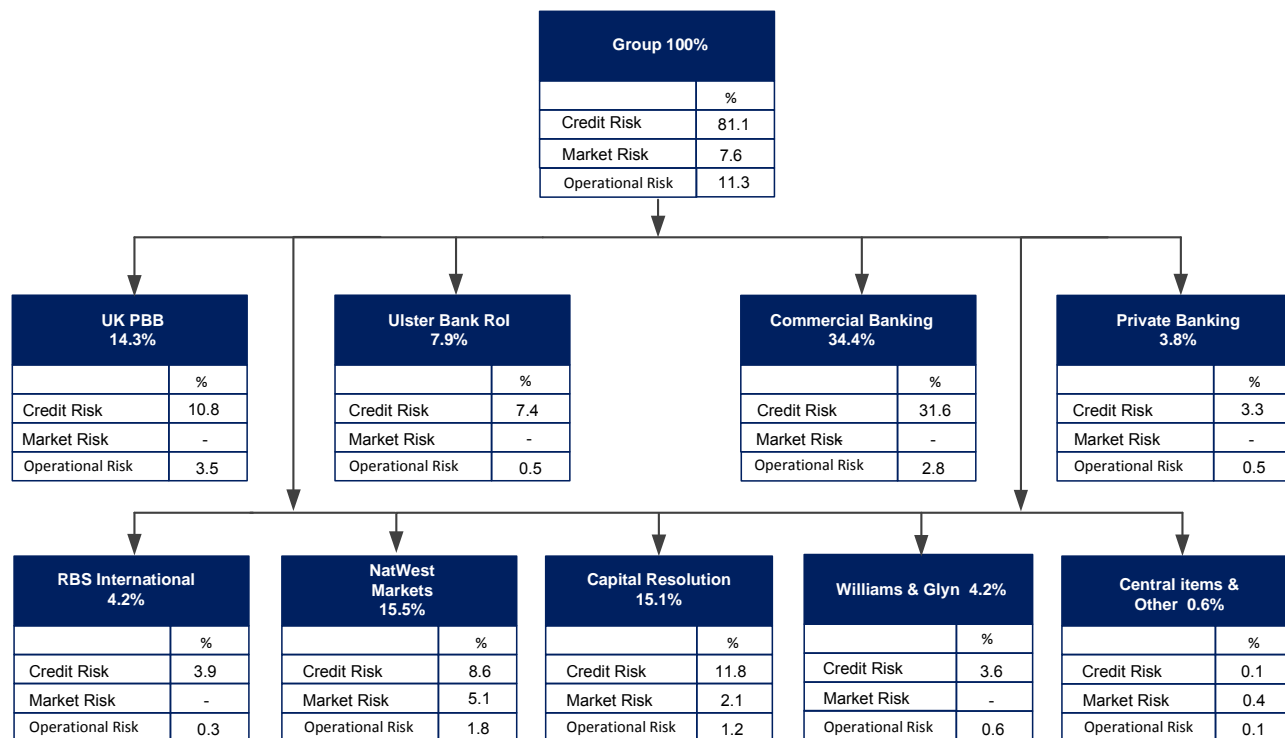 Group 100%
%
Credit Risk 81.1
Market Risk 7.6
Operational Risk 11.3
UK PBB
14.3%
%
Credit Risk 10.8
Market Risk -
Operational Risk 3.5
Ulster Bank RoI
7.9%
%
Credit Risk 7.4
Market Risk -
Operational Risk 0.5
Commercial Banking
34.4%
%
Credit Risk 31.6
Market Risk -
Operational Risk 2.8
Private Banking
3.8%
%
Credit Risk 3.3
Market Risk -
Operational Risk 0.5
RBS International
4.2%
%
Credit Risk 3.9
Market Risk -
Operational Risk 0.3
NatWest
Markets
15.5%
%
Credit Risk 8.6
Market Risk 5.1
Operational Risk 1.8
Capital Resolution
15.1%
%
Credit Risk 11.8
Market Risk 2.1
Operational Risk 1.2
Williams & Glyn 4.2%
%
Credit Risk 3.6
Market Risk -
Operational Risk 0.6
Central items &
Other 0.6%
%
Credit Risk 0.1
Market Risk 0.4
Operational Risk 0.1